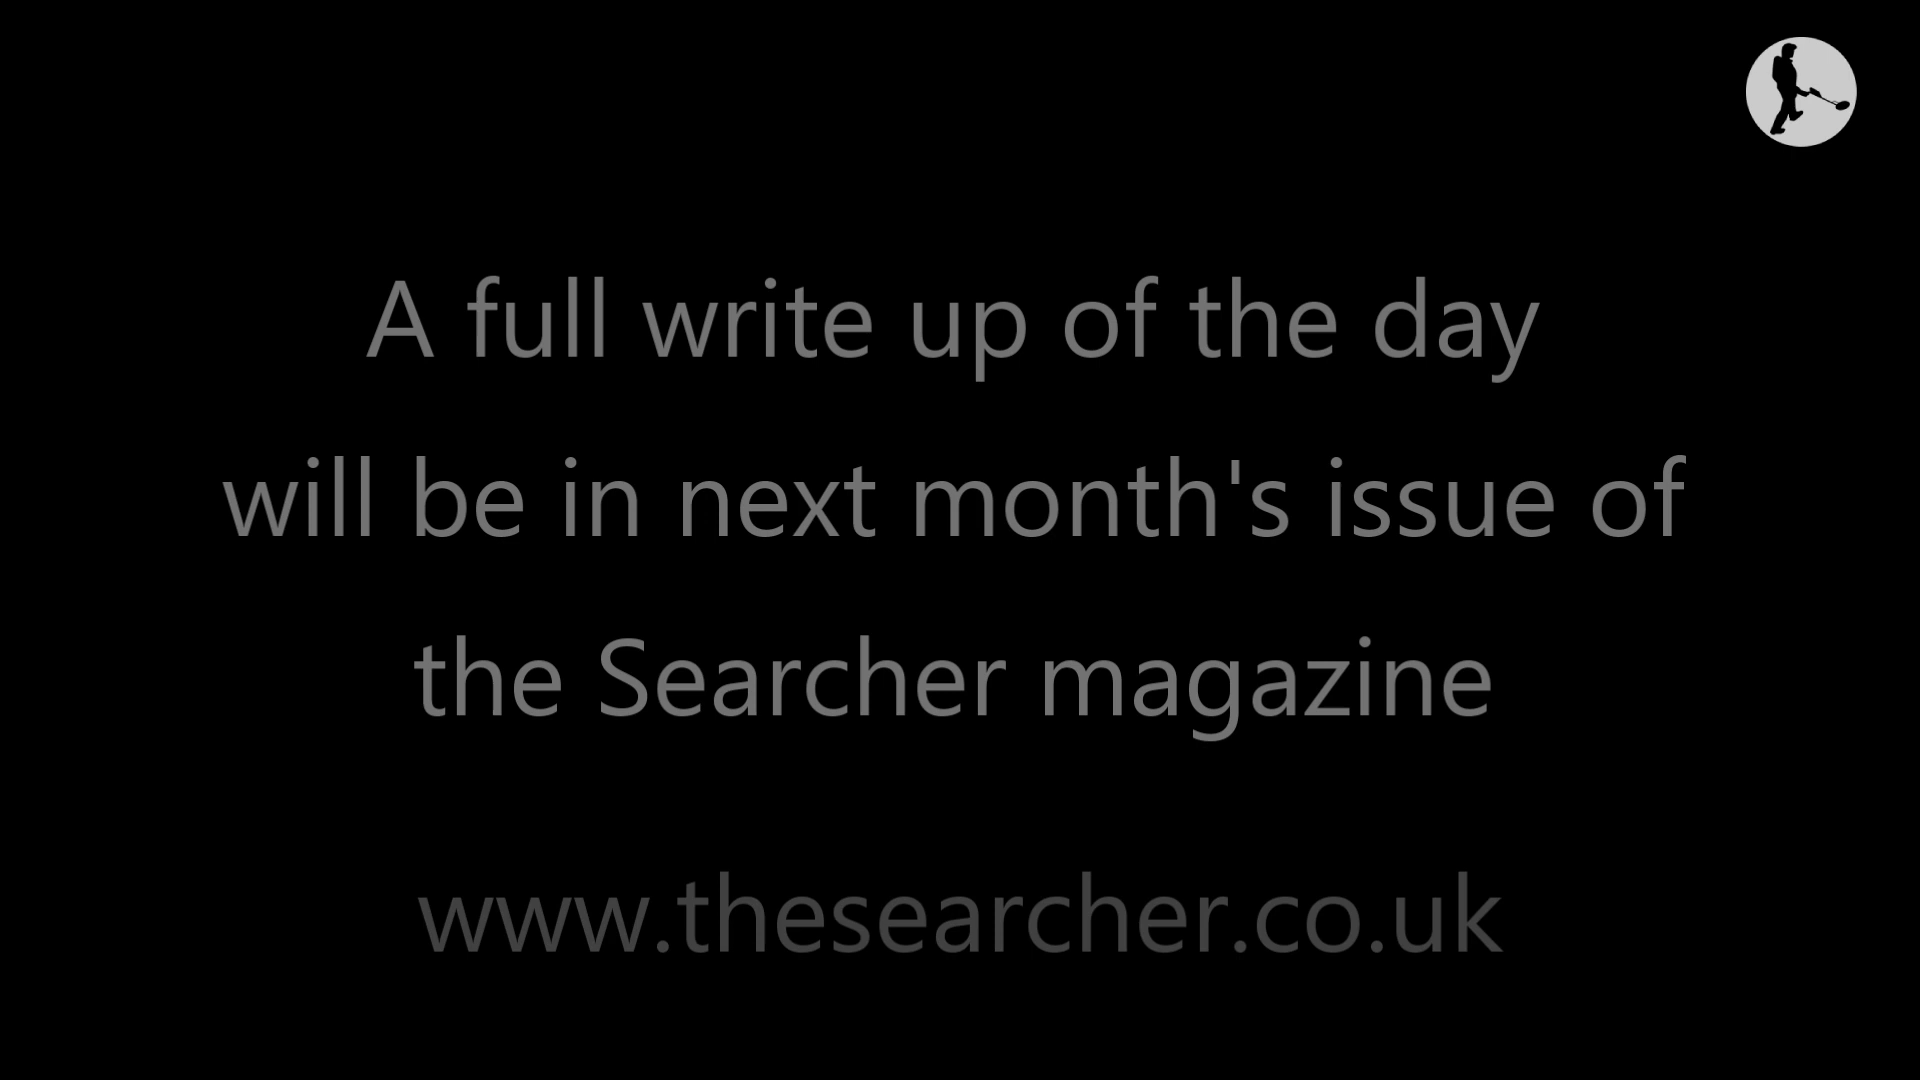 A full write up of the day
will be in next month's issue of
the Searcher magazine
www.thesearcher.co.uk